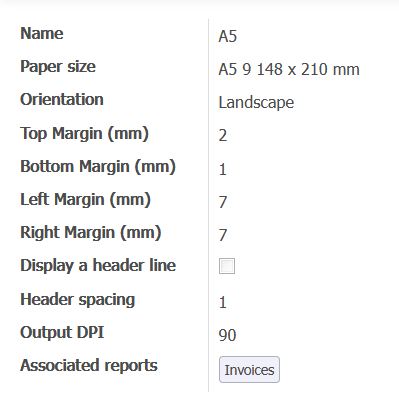 Name A5
Paper size A5 9 148 x 210 mm
Orientation Landscape
Top Margin (mm) 2
Bottom Margin (mm) 1
Left Margin (mm) 7
Right Margin (mm) 7
Display a header line
Header spacing 1
Output DPI 90
Associated reports Invoices